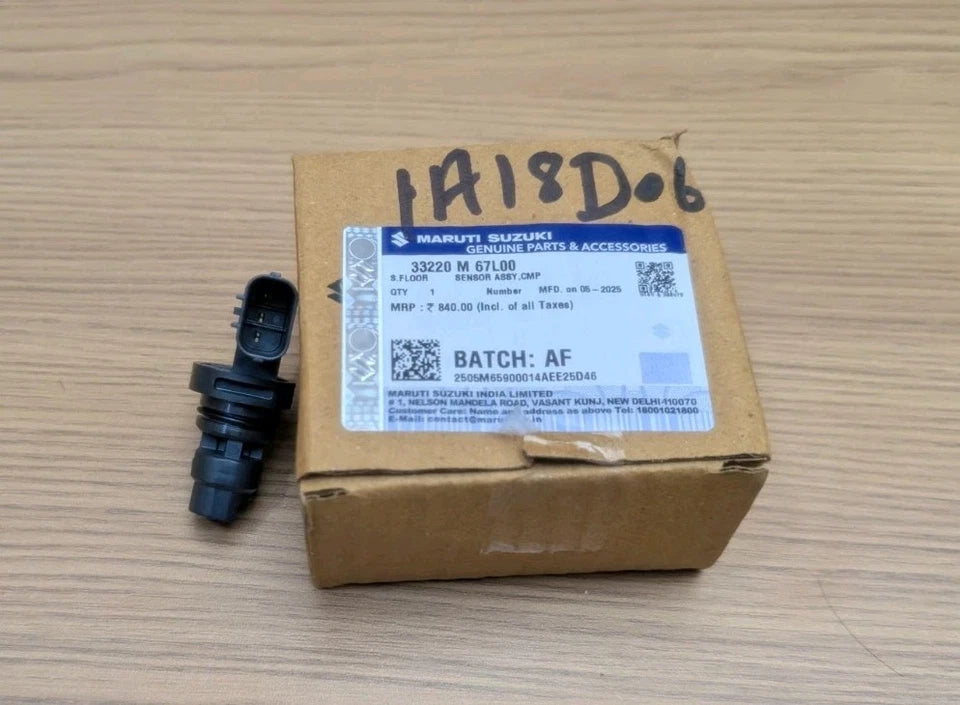 1A18D06
MARUTI SUZUKI
GENUINE PARTS & ACCESSORIES
33220 M 67L00
S.FLOOR SENSOR ASSY,CMP
QTY 1 Number MFD. on 05-2025
MRP : ₹ 840.00 (Incl. of all Taxes)
BATCH: AF
2505M65900014AEE25D46
MARUTI SUZUKI INDIA LIMITED
# 1, NELSON MANDELA ROAD, VASANT KUNJ, NEW DELHI-110070
Customer Care: Name and address as above Tel: 18001021800
E-Mail: contact@maru